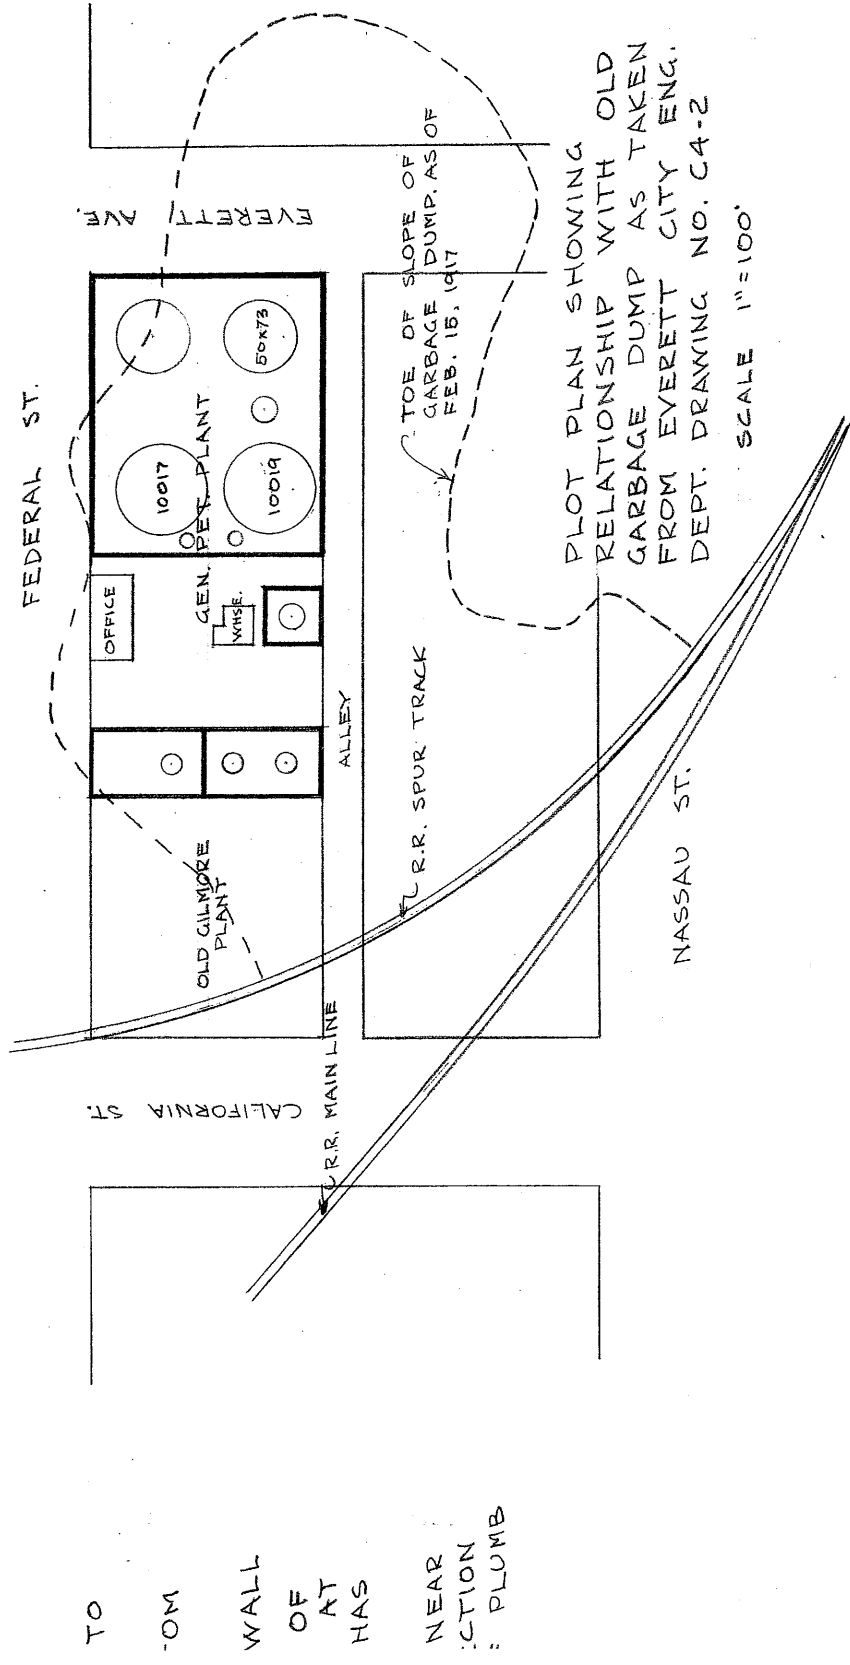 FEDERAL ST.
EVERETT AVE.
CALIFORNIA ST.
OFFICE
10017
50x73
10019
GEN. PET. PLANT
WHSE.
OLD GILMORE
PLANT
ALLEY
R.R. MAIN LINE
R.R. SPUR TRACK
TOE OF SLOPE OF
GARBAGE DUMP. AS OF
FEB. 15, 1917
NASSAU ST.
PLOT PLAN SHOWING
RELATIONSHIP WITH OLD
GARBAGE DUMP AS TAKEN
FROM EVERETT CITY ENG.
DEPT. DRAWING NO. C4-2
SCALE 1"=100'
TO
OM
WALL
OF
AT
HAS
NEAR
CTION
: PLUMB